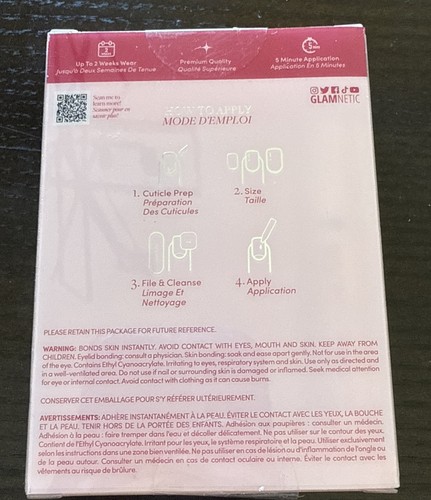 Up To 2 Weeks Wear
Jusqu'à Deux Semaines De Tenue
Premium Quality
Qualité Supérieure
5
5 Minute Application
Application En 5 Minutes
Scan me to
learn more!
Scannez pour en
savoir plus!
GLAMNETIC
HOW TO APPLY
MODE D'EMPLOI
1. Cuticle Prep
Préparation
Des Cuticules
2. Size
Taille
3. File & Cleanse
Limage Et
Nettoyage
4. Apply
Application
PLEASE RETAIN THIS PACKAGE FOR FUTURE REFERENCE.
WARNING: BONDS SKIN INSTANTLY. AVOID CONTACT WITH EYES, MOUTH AND SKIN. KEEP AWAY FROM
CHILDREN. Eyelid bonding: consult a physician. Skin bonding: soak and ease apart gently. Not for use in the area
of the eye. Contains Ethyl Cyanoacrylate. Irritating to eyes, respiratory system and skin. Use only as directed and
in a well-ventilated area. Do not use if nail or surrounding skin is damaged or inflamed. Seek medical attention
for eye or internal contact. Avoid contact with clothing as it can cause burns.
CONSERVER CET EMBALLAGE POUR S'Y RÉFÉRER ULTÉRIEUREMENT.
AVERTISSEMENTS: ADHÈRE INSTANTANÉMENT À LA PEAU. ÉVITER LE CONTACT AVEC LES YEUX, LA BOUCHE
ET LA PEAU. TENIR HORS DE LA PORTÉE DES ENFANTS. Adhésion aux paupières : consulter un médecin.
Adhésion à la peau : faire tremper dans l'eau et décoller délicatement. Ne pas utiliser sur le contour des yeux.
Contient de l'Ethyl Cyanoacrylate. Irritant pour les yeux, le système respiratoire et la peau. Utiliser exclusivement
selon les instructions dans une zone bien ventilée. Ne pas utiliser en cas de lésion ou d'inflammation de l'ongle ou
de la peau autour. Consulter un médecin en cas de contact oculaire ou interne. Éviter le contact avec les
vêtements au risque de brûlure.